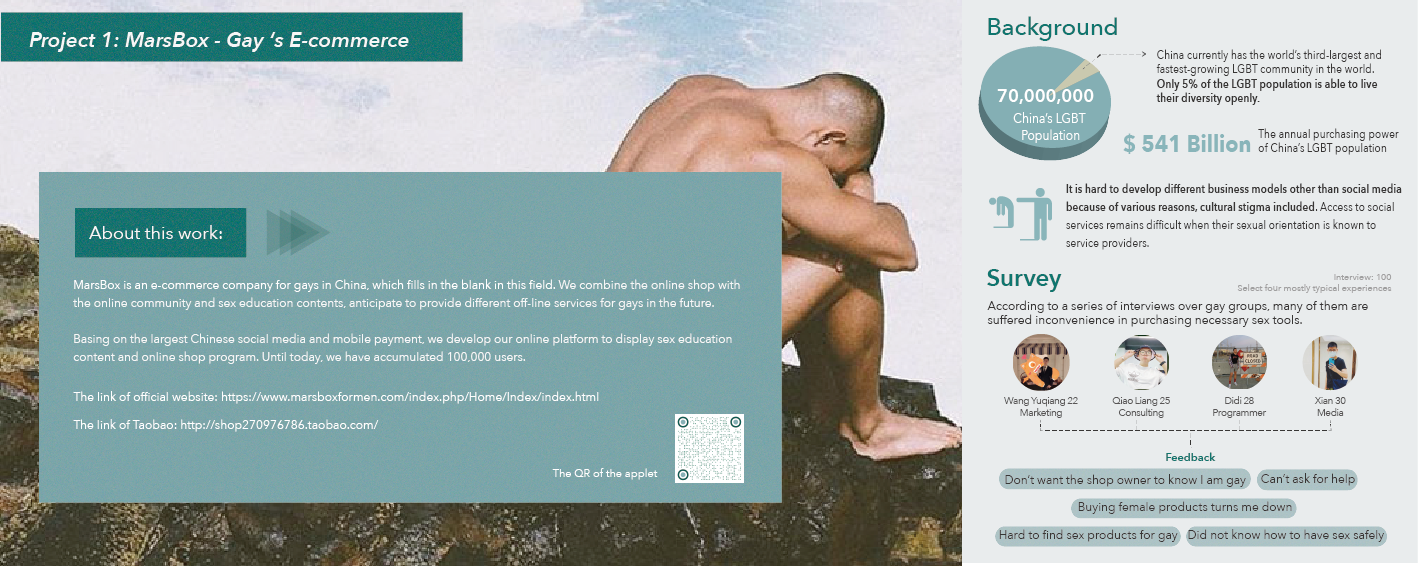 Project 1: MarsBox - Gay ‘s E-commerce
About this work:
MarsBox is an e-commerce company for gays in China, which fills in the blank in this field. We combine the online shop with
the online community and sex education contents, anticipate to provide different off-line services for gays in the future.
Basing on the largest Chinese social media and mobile payment, we develop our online platform to display sex education
content and online shop program. Until today, we have accumulated 100,000 users.
The link of official website: https://www.marsboxformen.com/index.php/Home/Index/index.html
The link of Taobao: http://shop270976786.taobao.com/
The QR of the applet
Background
70,000,000
China’s LGBT
Population
China currently has the world’s third-largest and
fastest-growing LGBT community in the world.
Only 5% of the LGBT population is able to live
their diversity openly.
$ 541 Billion
The annual purchasing power
of China’s LGBT population
It is hard to develop different business models other than social media
because of various reasons, cultural stigma included. Access to social
services remains difficult when their sexual orientation is known to
service providers.
Survey
Interview: 100
Select four mostly typical experiences
According to a series of interviews over gay groups, many of them are
suffered inconvenience in purchasing necessary sex tools.
ROAD
CLOSED
Wang Yuqiang 22
Marketing
Qiao Liang 25
Consulting
Didi 28
Programmer
Xian 30
Media
Feedback
Don’t want the shop owner to know I am gay
Can’t ask for help
Buying female products turns me down
Hard to find sex products for gay
Did not know how to have sex safely